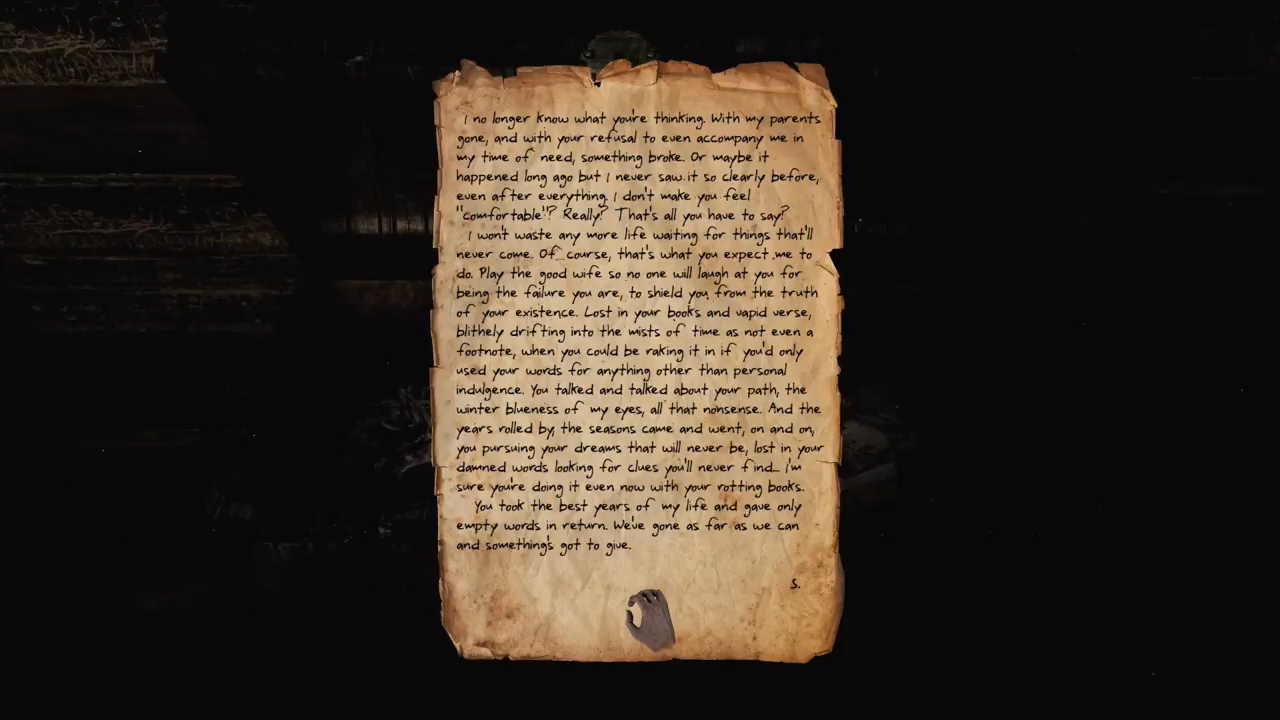 I no longer know what you're thinking. With my parents
gone, and with your refusal to even accompany me in
my time of need, something broke. Or maybe it
happened long ago but I never saw it so clearly before,
even after everything. I don't make you feel
"comfortable"? Really? That's all you have to say?
I won't waste any more life waiting for things that'll
never come. Of course, that's what you expect me to
do. Play the good wife so no one will laugh at you for
being the failure you are, to shield you from the truth
of your existence. Lost in your books and vapid verse,
blithely drifting into the mists of time as not even a
footnote, when you could be raking it in if you'd only
used your words for anything other than personal
indulgence. You talked and talked about your path, the
winter blueness of my eyes, all that nonsense. And the
years rolled by, the seasons came and went, on and on,
you pursuing your dreams that will never be, lost in your
damned words looking for clues you'll never find... I'm
sure you're doing it even now with your rotting books.
You took the best years of my life and gave only
empty words in return. We've gone as far as we can
and something's got to give.
S.